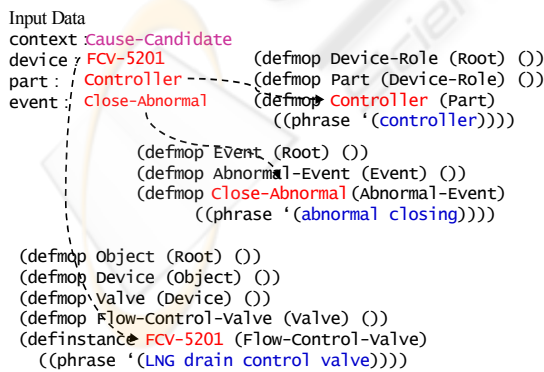 Input Data
context :Cause-Candidate
device : FCV-5201 (defmop Device-Role (Root) ())
part : Controller (defmop Part (Device-Role) ())
event : Close-Abnormal (defmop Controller (Part)
((phrase ‘(controller))))
(defmop Event (Root) ())
(defmop Abnormal-Event (Event) ())
(defmop Close-Abnormal (Abnormal-Event)
((phrase ‘(abnormal closing))))
(defmop Object (Root) ())
(defmop Device (Object) ())
(defmop Valve (Device) ())
(defmop Flow-Control-Valve (Valve) ())
(definstance FCV-5201 (Flow-Control-Valve)
((phrase ‘(LNG drain control valve))))